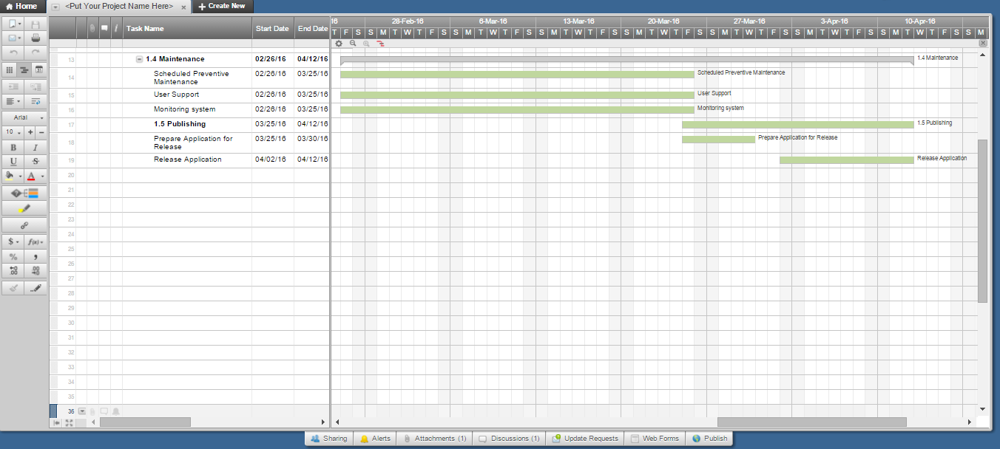 Home
<Put Your Project Name Here>
Create New
Task Name
Start Date
End Date
16
28-Feb-16
6-Mar-16
13-Mar-16
20-Mar-16
27-Mar-16
3-Apr-16
10-Apr-16
T F S S M T W T F S S M T W T F S S M T W T F S S M T W T F S S M T W T F S S M T W T F S S M T W T F S S M
13 1.4 Maintenance 02/26/16 04/12/16 1.4 Maintenance
14 Scheduled Preventive 02/26/16 03/25/16 Scheduled Preventive Maintenance
Maintenance
15 User Support 02/26/16 03/25/16 User Support
16 Monitoring system 02/26/16 03/25/16 Monitoring system
17 1.5 Publishing 03/25/16 04/12/16 1.5 Publishing
18 Prepare Application for 03/25/16 03/30/16 Prepare Application for Release
Release
19 Release Application 04/02/16 04/12/16 Release Application
20
21
22
23
24
25
26
27
28
29
30
31
32
33
34
35
36
Arial
10 + −
B I
U S
A
$ f(x)
%
,
Sharing
Alerts
Attachments (1)
Discussions (1)
Update Requests
Web Forms
Publish